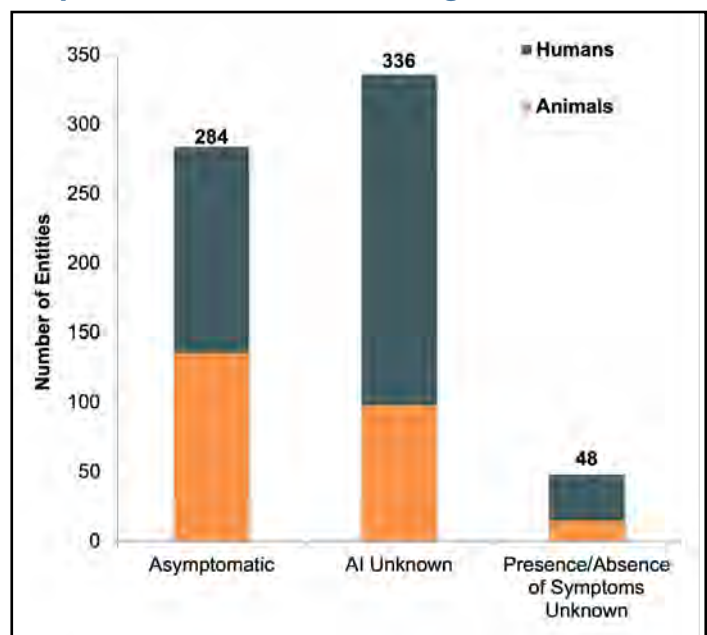 350
300
250
200
150
100
50
0
Number of Entities
284
336
48
Humans
Animals
Asymptomatic
AI Unknown
Presence/Absence
of Symptoms
Unknown